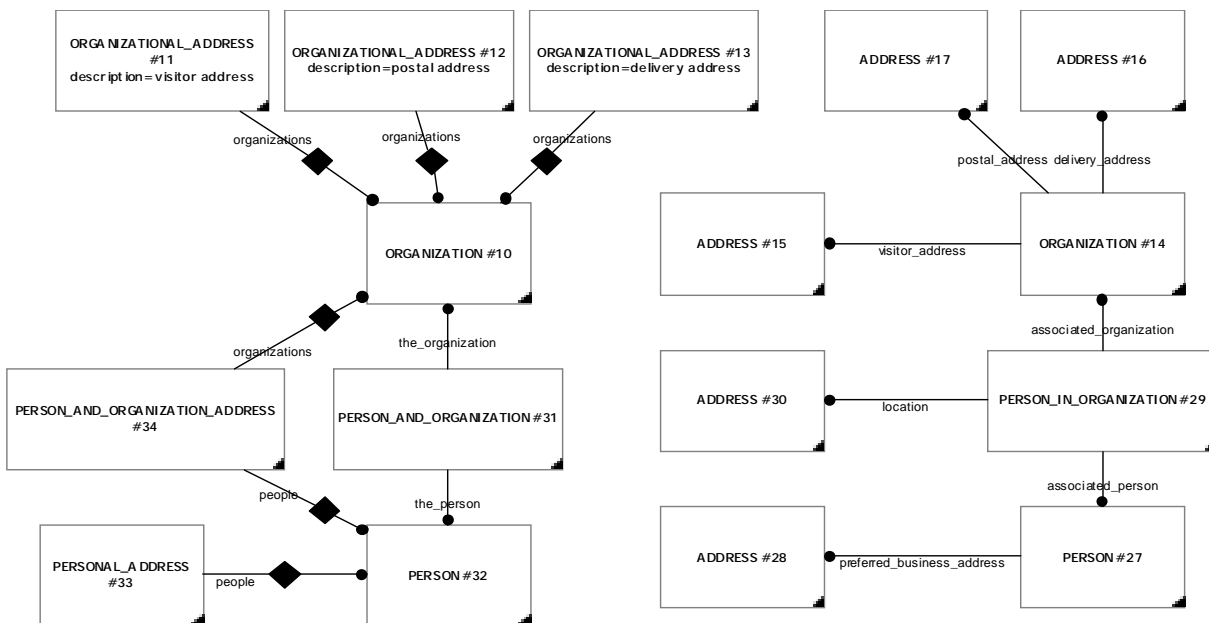 ORGANIZATIONAL_ADDRESS
#11
description=visitor address
ORGANIZATIONAL_ADDRESS #12
description=postal address
ORGANIZATIONAL_ADDRESS #13
description=delivery address
ADDRESS #17
ADDRESS #16
organizations
organizations
organizations
postal_address
delivery_address
ORGANIZATION #10
ADDRESS #15
visitor_address
ORGANIZATION #14
organizations
the_organization
associated_organization
PERSON_AND_ORGANIZATION_ADDRESS
#34
PERSON_AND_ORGANIZATION #31
ADDRESS #30
location
PERSON_IN_ORGANIZATION #29
people
the_person
associated_person
PERSONAL_ADDRESS
#33
people
PERSON #32
ADDRESS #28
preferred_business_address
PERSON #27